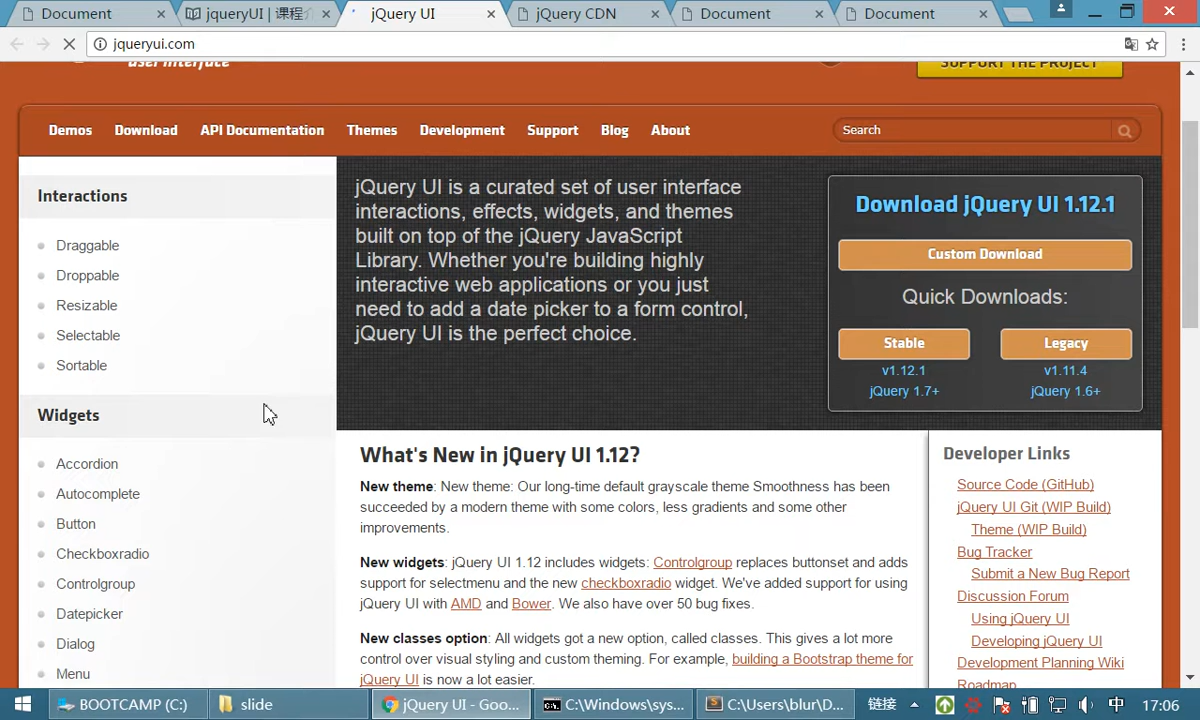 Document
jqueryUI | 课程介
jQuery UI
jQuery CDN
Document
Document
jqueryui.com
user interface
SUPPORT THE PROJECT
Demos Download API Documentation Themes Development Support Blog About
Search
Interactions
Draggable
Droppable
Resizable
Selectable
Sortable
Widgets
Accordion
Autocomplete
Button
Checkboxradio
Controlgroup
Datepicker
Dialog
Menu
jQuery UI is a curated set of user interface
interactions, effects, widgets, and themes
built on top of the jQuery JavaScript
Library. Whether you're building highly
interactive web applications or you just
need to add a date picker to a form control,
jQuery UI is the perfect choice.
Download jQuery UI 1.12.1
Custom Download
Quick Downloads:
Stable
v1.12.1
jQuery 1.7+
Legacy
v1.11.4
jQuery 1.6+
What's New in jQuery UI 1.12?
New theme: New theme: Our long-time default grayscale theme Smoothness has been
succeeded by a modern theme with some colors, less gradients and some other
improvements.
New widgets: jQuery UI 1.12 includes widgets: Controlgroup replaces buttonset and adds
support for selectmenu and the new checkboxradio widget. We've added support for using
jQuery UI with AMD and Bower. We also have over 50 bug fixes.
New classes option: All widgets got a new option, called classes. This gives a lot more
control over visual styling and custom theming. For example, building a Bootstrap theme for
jQuery UI is now a lot easier.
Developer Links
Source Code (GitHub)
jQuery UI Git (WIP Build)
Theme (WIP Build)
Bug Tracker
Submit a New Bug Report
Discussion Forum
Using jQuery UI
Developing jQuery UI
Development Planning Wiki
Roadmap
BOOTCAMP (C:)
slide
jQuery UI - Goo...
C:\Windows\sys...
C:\Users\blur\D...
链接
中
17:06